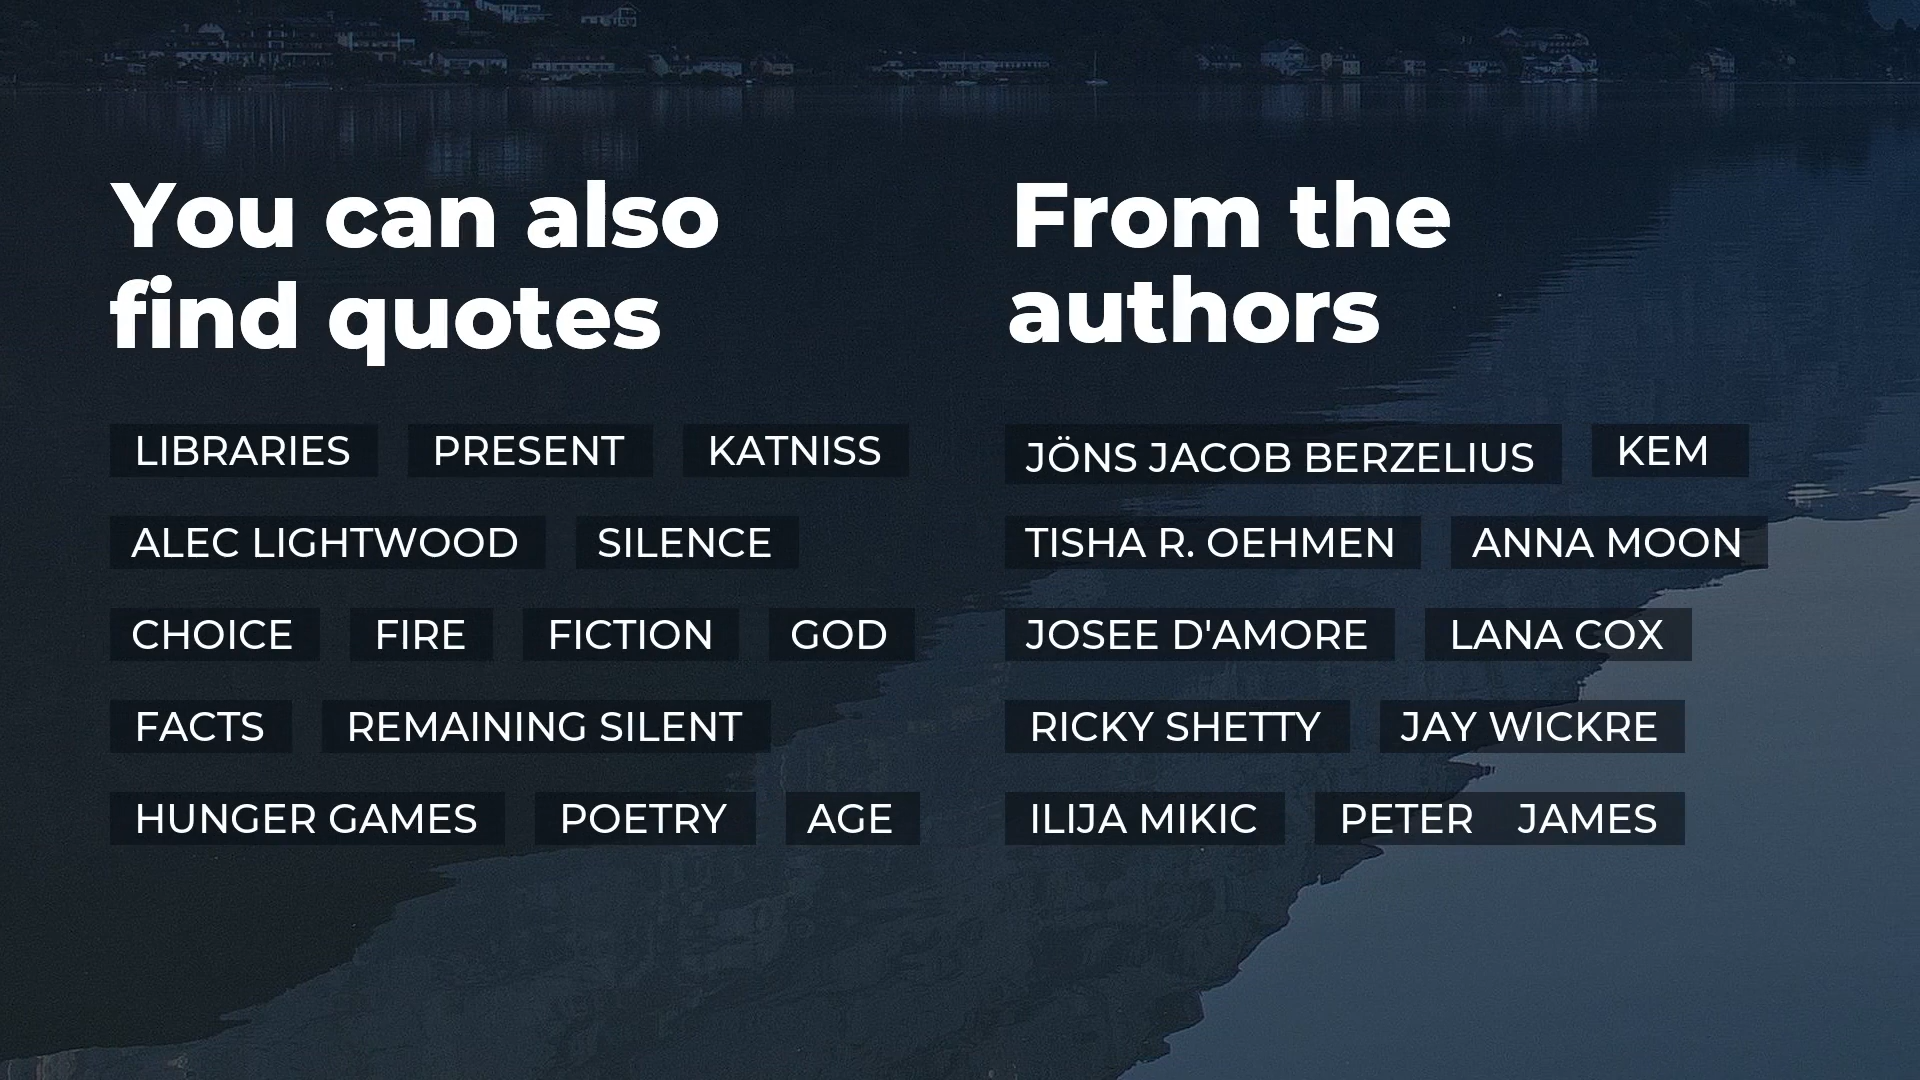 You can also
find quotes
LIBRARIES PRESENT KATNISS
ALEC LIGHTWOOD SILENCE
CHOICE FIRE FICTION GOD
FACTS REMAINING SILENT
HUNGER GAMES POETRY AGE
From the
authors
JÖNS JACOB BERZELIUS KEM
TISHA R. OEHMEN ANNA MOON
JOSEE D'AMORE LANA COX
RICKY SHETTY JAY WICKRE
ILIJA MIKIC PETER JAMES